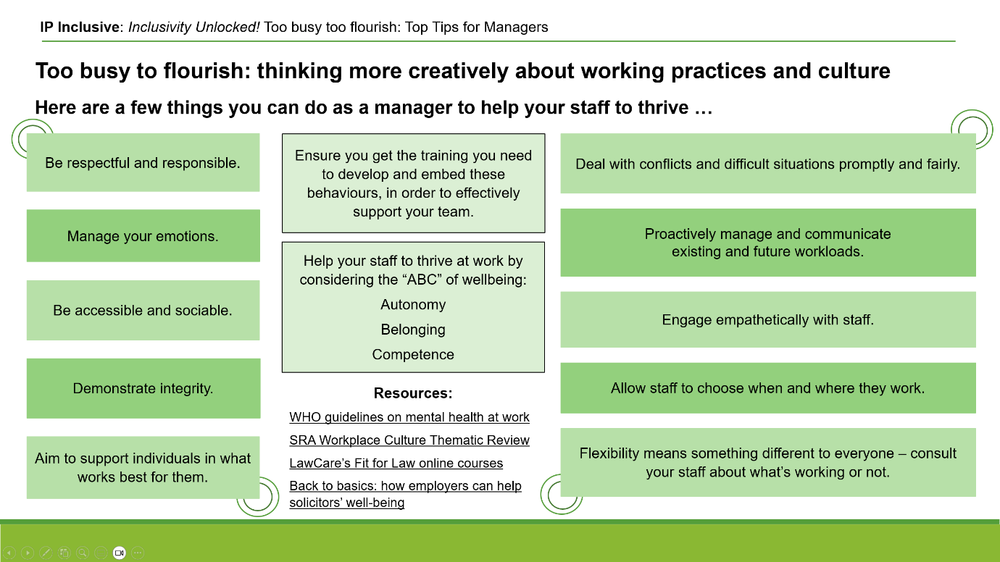 IP Inclusive: Inclusivity Unlocked! Too busy too flourish: Top Tips for Managers
Too busy to flourish: thinking more creatively about working practices and culture
Here are a few things you can do as a manager to help your staff to thrive …
Be respectful and responsible.
Manage your emotions.
Be accessible and sociable.
Demonstrate integrity.
Aim to support individuals in what
works best for them.
Ensure you get the training you need
to develop and embed these
behaviours, in order to effectively
support your team.
Help your staff to thrive at work by
considering the “ABC” of wellbeing:
Autonomy
Belonging
Competence
Resources:
WHO guidelines on mental health at work
SRA Workplace Culture Thematic Review
LawCare’s Fit for Law online courses
Back to basics: how employers can help
solicitors’ well-being
Deal with conflicts and difficult situations promptly and fairly.
Proactively manage and communicate
existing and future workloads.
Engage empathetically with staff.
Allow staff to choose when and where they work.
Flexibility means something different to everyone – consult
your staff about what’s working or not.